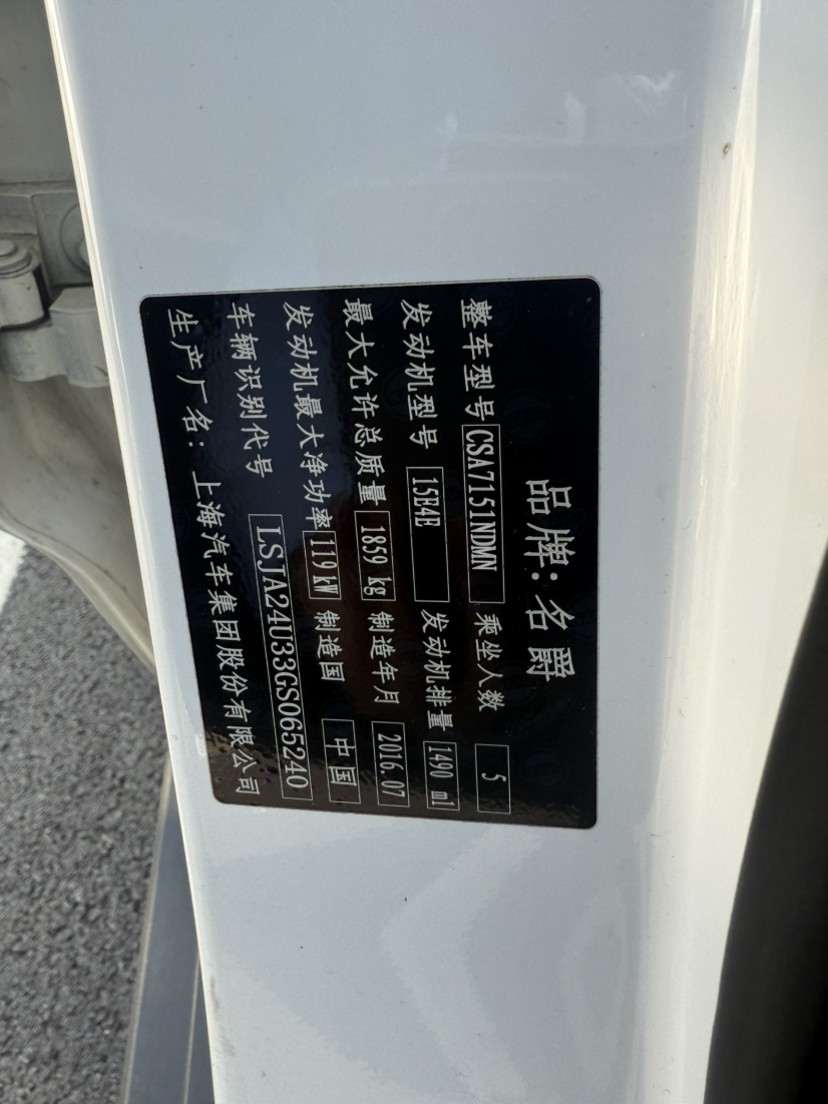 品牌：名爵
整车型号 CSA7151NDMN 乘坐人数 5
发动机型号 15E4E 发动机排量 1490 ml
最大允许总质量 1859 kg 制造年月 2016.07
发动机最大净功率 119 kW 制造国 中国
车辆识别代号 LSJA24U33GS065240
生产厂名：上海汽车集团股份有限公司